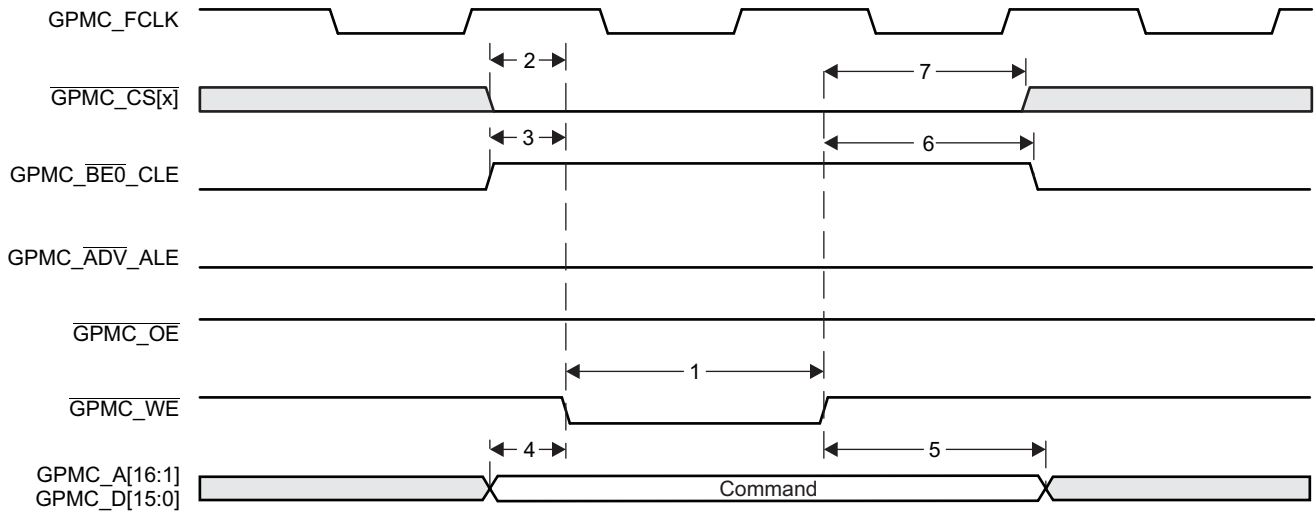 GPMC_FCLK
2
7
GPMC_CS[x]
3
6
GPMC_BE0_CLE
GPMC_ADV_ALE
GPMC_OE
1
GPMC_WE
4
5
GPMC_A[16:1]
GPMC_D[15:0]
Command